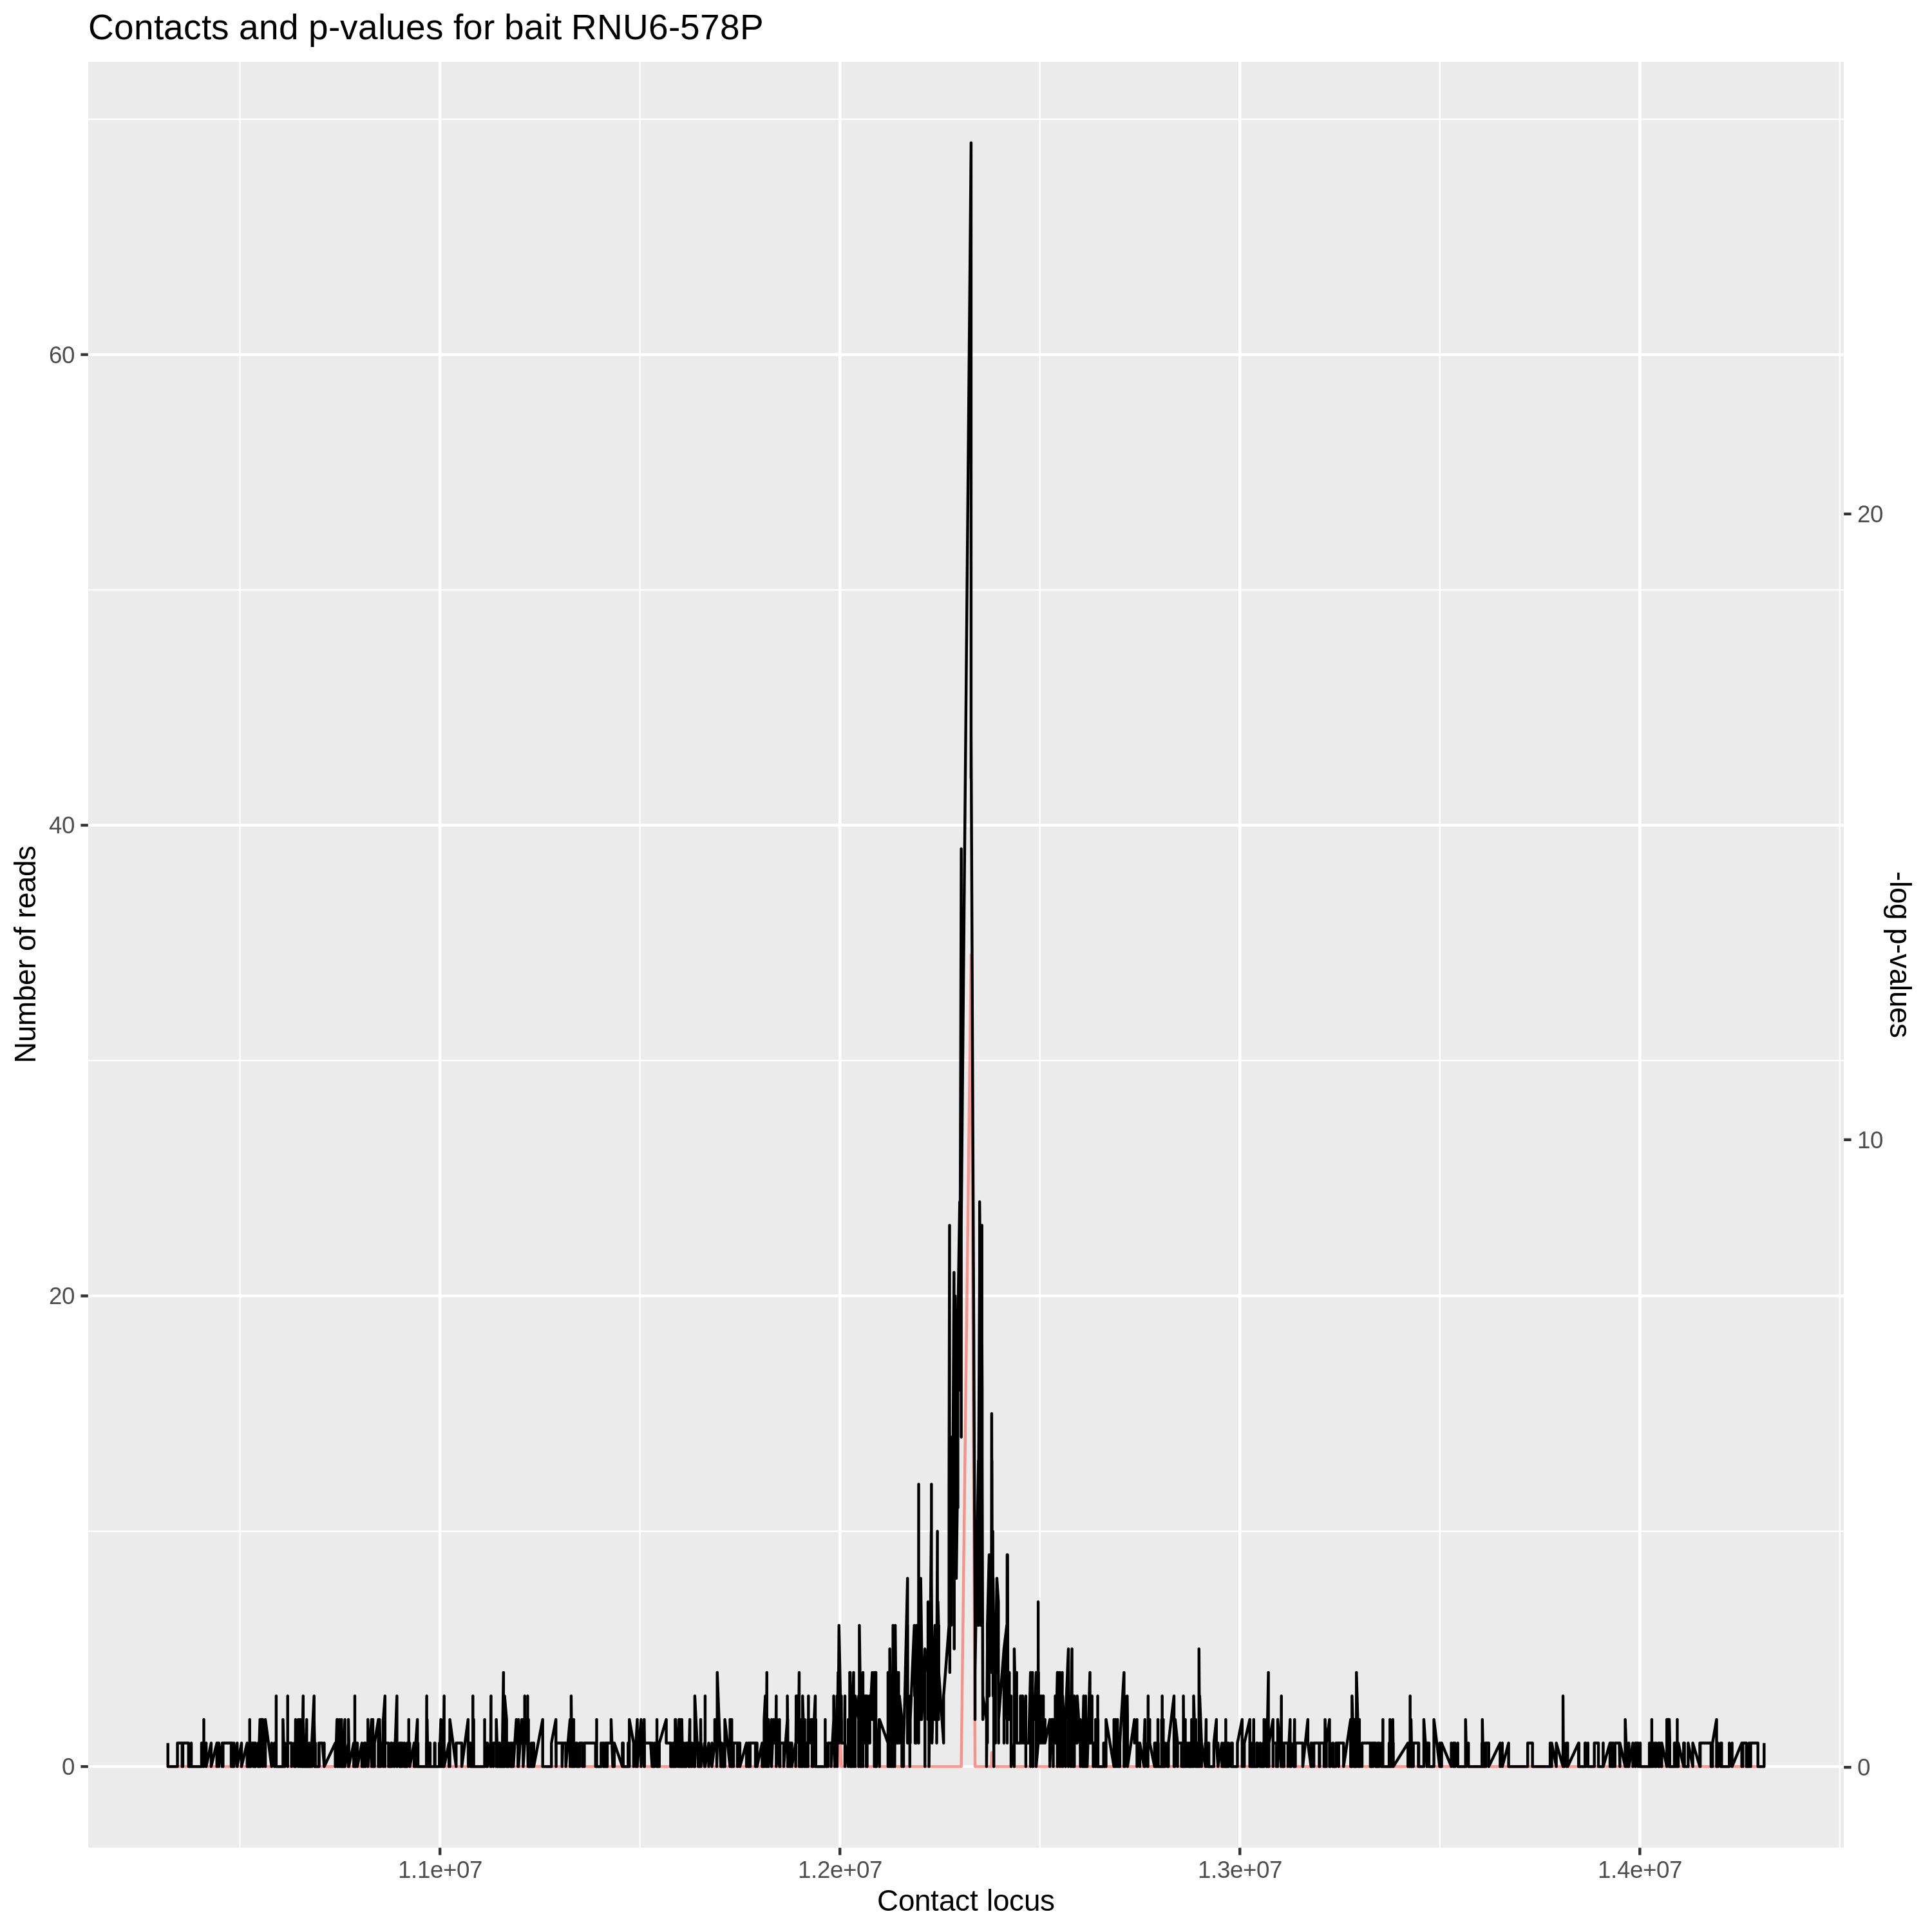 Contacts and p-values for bait RNU6-578P
60
40
20
0
Number of reads
20
10
0
-log p-values
1.1e+07
1.2e+07
1.3e+07
1.4e+07
Contact locus